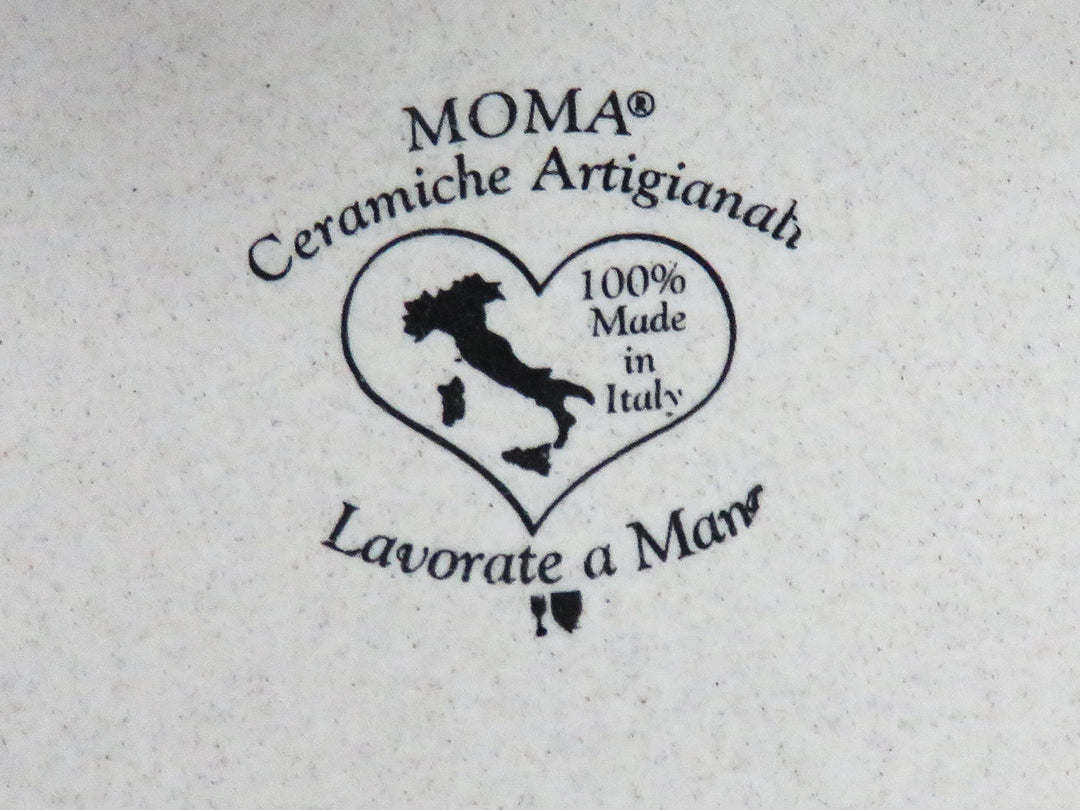 MOMA®
Ceramiche Artigianali
100%
Made
in
Italy
Lavorate a Mano